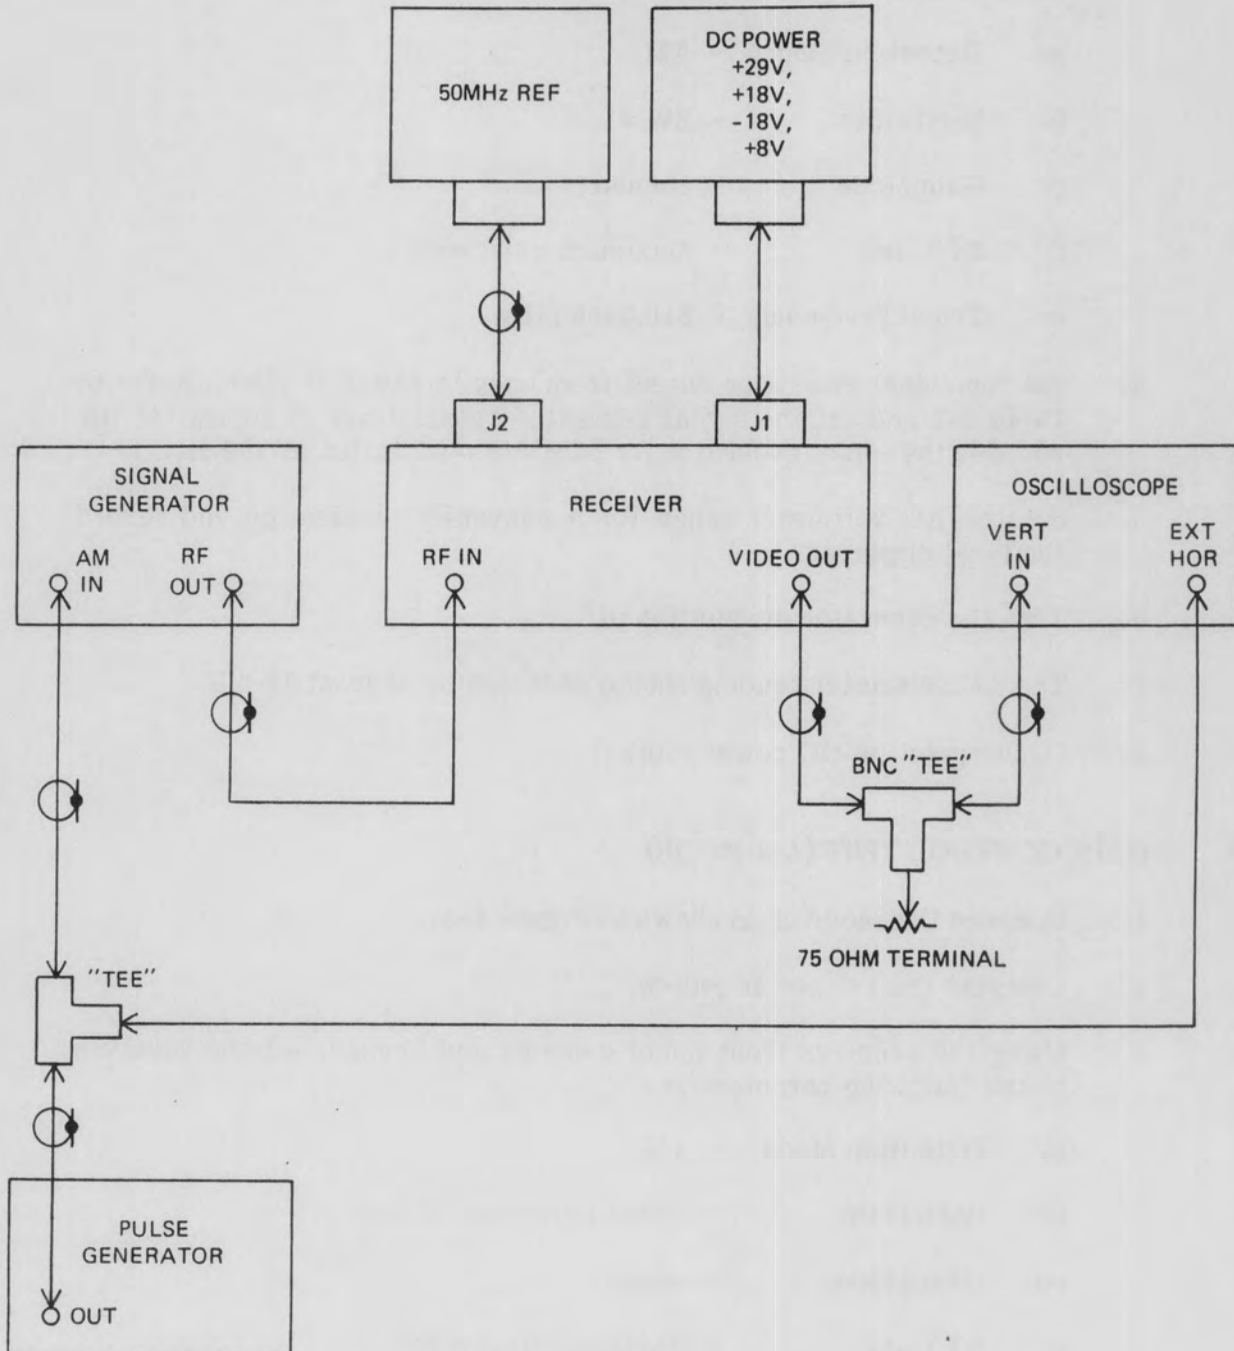 50MHz REF
DC POWER
+29V,
+18V,
-18V,
+8V
J2
J1
SIGNAL
GENERATOR
AM
IN
RF
OUT
RECEIVER
RF IN
VIDEO OUT
OSCILLOSCOPE
VERT
IN
EXT
HOR
BNC "TEE"
75 OHM TERMINAL
"TEE"
PULSE
GENERATOR
OUT